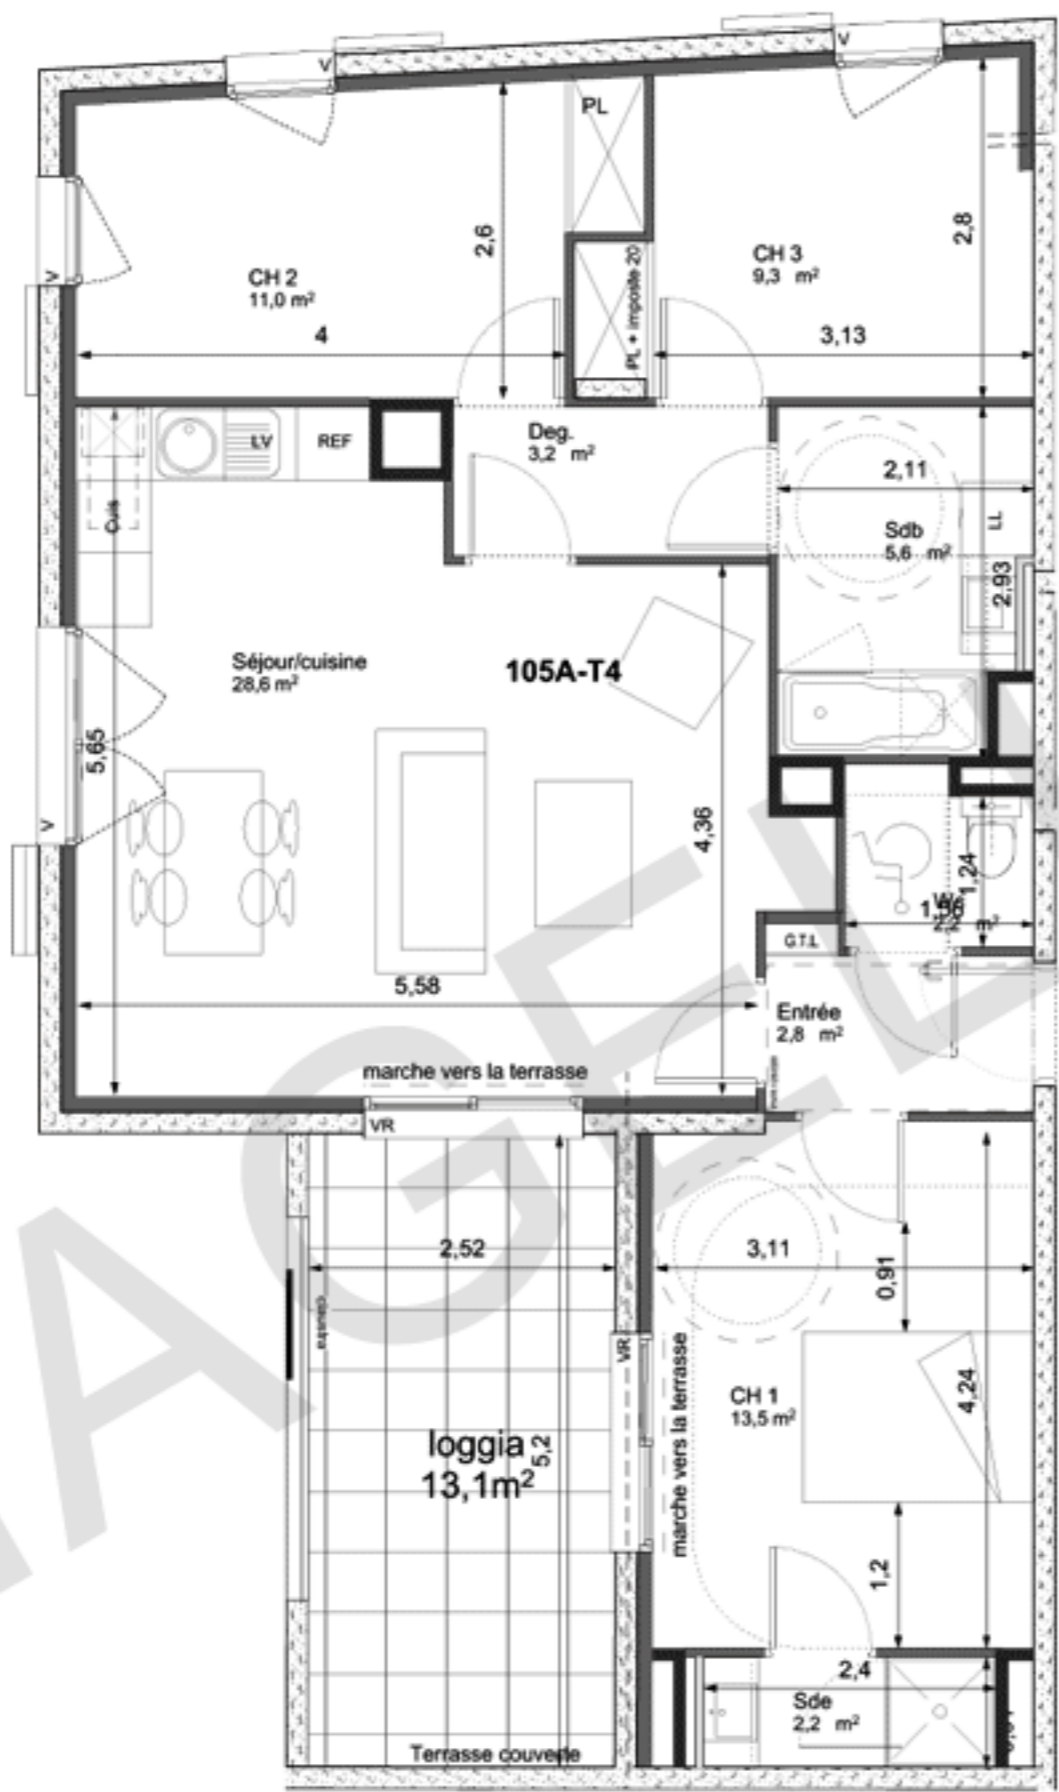 V
V
PL
2,6
2,8
CH 3
9,3 m²
CH 2
11,0 m²
V
PL + imposte 20
4
3,13
Deg.
3,2 m²
LV
REF
2,11
Cuis
LL
Sdb
5,6 m²
2,93
Séjour/cuisine
28,6 m²
105A-T4
5,65
V
4,36
1,24
m²
G.T.L
5,58
Entrée
2,8 m²
marche vers la terrasse
VR
2,52
3,11
0,91
claustra
VR
marche vers la terrasse
CH 1
13,5 m²
4,24
loggia
13,1m²
5,2
1,2
2,4
Sde
2,2 m²
Terrasse couverte
AGEL